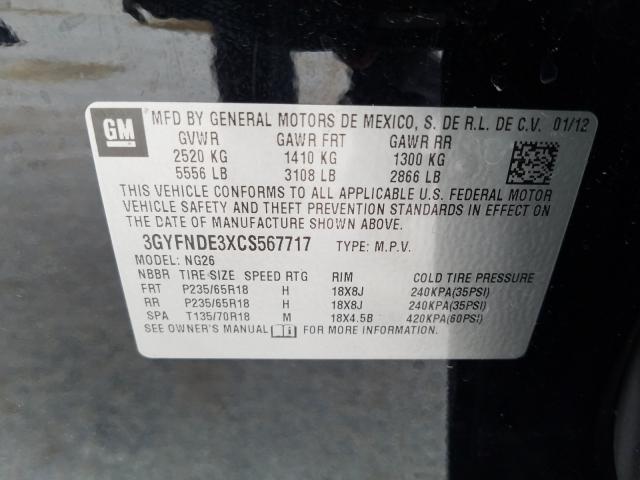 GM
MFD BY GENERAL MOTORS DE MEXICO, S. DE R.L. DE C.V. 01/12
GVWR GAWR FRT GAWR RR
2520 KG 1410 KG 1300 KG
5556 LB 3108 LB 2866 LB
THIS VEHICLE CONFORMS TO ALL APPLICABLE U.S. FEDERAL MOTOR
VEHICLE SAFETY AND THEFT PREVENTION STANDARDS IN EFFECT ON
THE DATE OF MANUFACTURE SHOWN ABOVE.
3GYFNDE3XCS567717 TYPE: M.P.V.
MODEL: NG26
NBBR TIRE SIZE SPEED RTG RIM COLD TIRE PRESSURE
FRT P235/65R18 H 18X8J 240KPA(35PSI)
RR P235/65R18 H 18X8J 240KPA(35PSI)
SPA T135/70R18 M 18X4.5B 420KPA(60PSI)
SEE OWNER'S MANUAL FOR MORE INFORMATION.